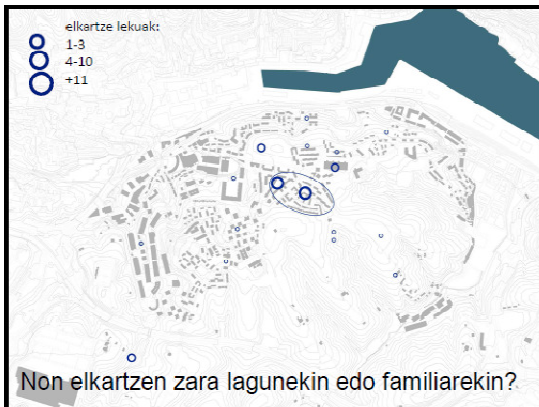 elkartze lekuak:
1-3
4-10
+11
Non elkartzen zara lagunekin edo familiarekin?